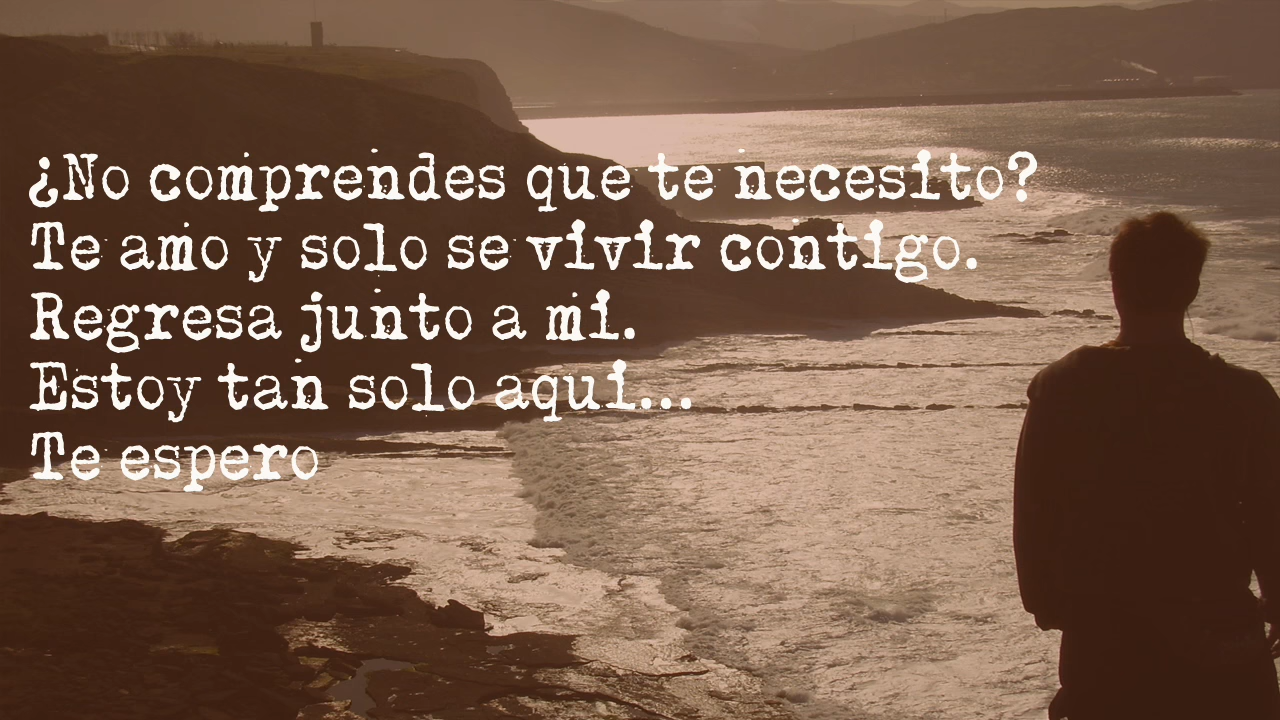 ¿No comprendes que te necesito?
Te amo y solo se vivir contigo.
Regresa junto a mi.
Estoy tan solo aqui...
Te espero